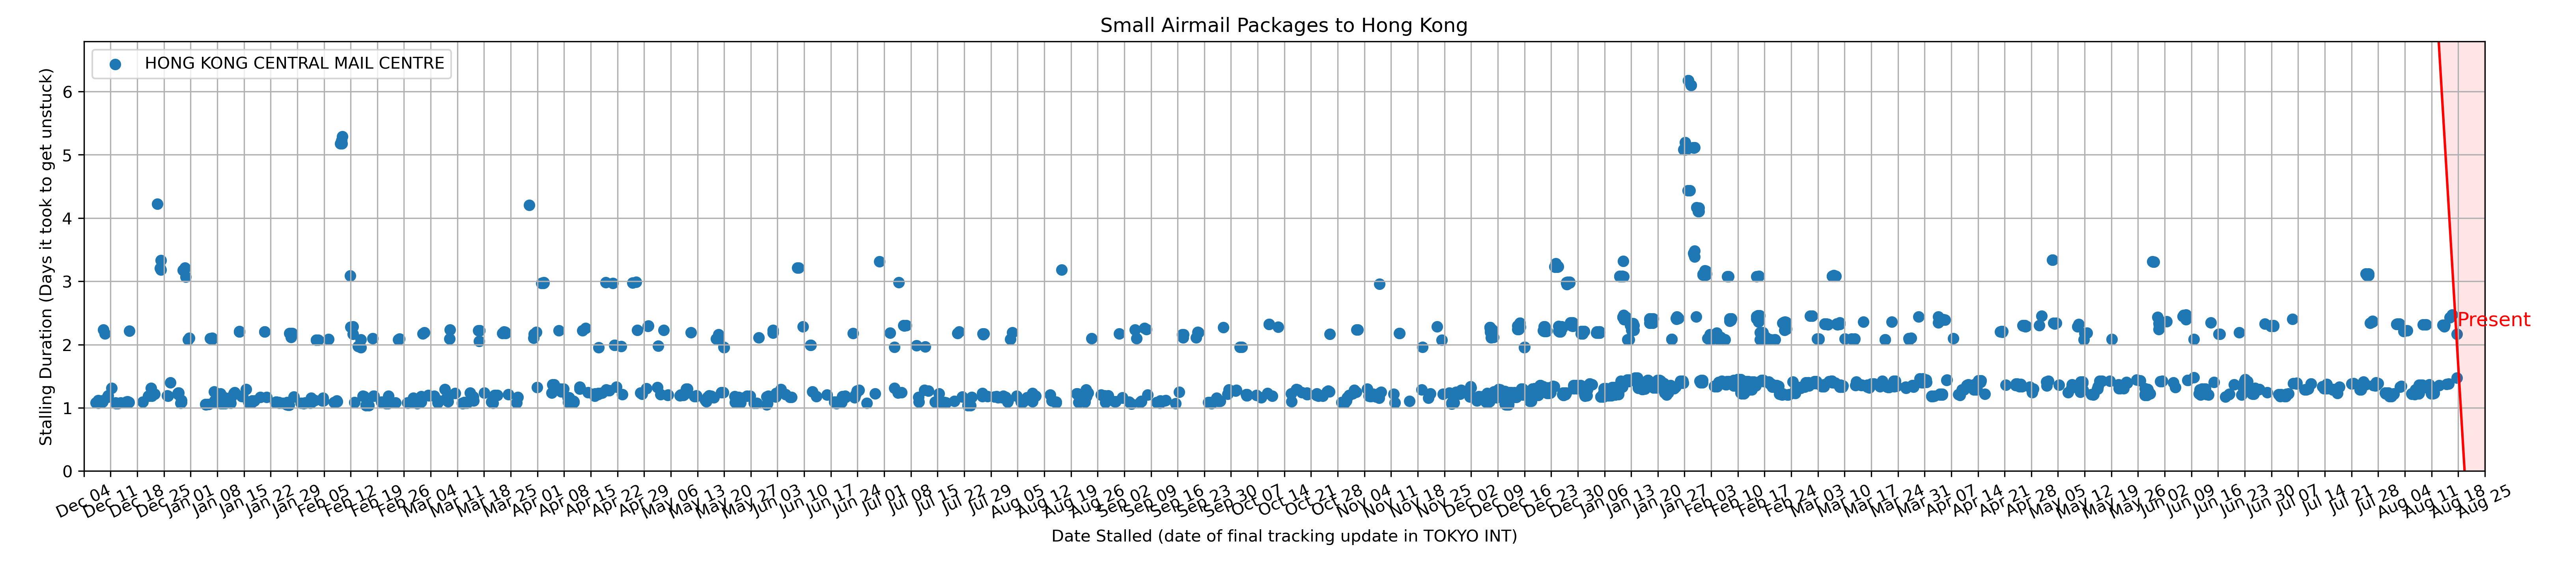 Small Airmail Packages to Hong Kong
HONG KONG CENTRAL MAIL CENTRE
Stalling Duration (Days it took to get unstuck)
6
5
4
3
2
1
0
Present
Dec 04
Dec 11
Dec 18
Dec 25
Jan 01
Jan 08
Jan 15
Jan 22
Jan 29
Feb 05
Feb 12
Feb 19
Feb 26
Mar 04
Mar 11
Mar 18
Mar 25
Apr 01
Apr 08
Apr 15
Apr 22
Apr 29
May 06
May 13
May 20
May 27
Jun 03
Jun 10
Jun 17
Jun 24
Jul 01
Jul 08
Jul 15
Jul 22
Jul 29
Aug 05
Aug 12
Aug 19
Aug 26
Sep 02
Sep 09
Sep 16
Sep 23
Sep 30
Oct 07
Oct 14
Oct 21
Oct 28
Nov 04
Nov 11
Nov 18
Nov 25
Dec 02
Dec 09
Dec 16
Dec 23
Dec 30
Jan 06
Jan 13
Jan 20
Jan 27
Feb 03
Feb 10
Feb 17
Feb 24
Mar 03
Mar 10
Mar 17
Mar 24
Mar 31
Apr 07
Apr 14
Apr 21
Apr 28
May 05
May 12
May 19
May 26
Jun 02
Jun 09
Jun 16
Jun 23
Jun 30
Jul 07
Jul 14
Jul 21
Jul 28
Aug 04
Aug 11
Aug 18
Aug 25
Date Stalled (date of final tracking update in TOKYO INT)